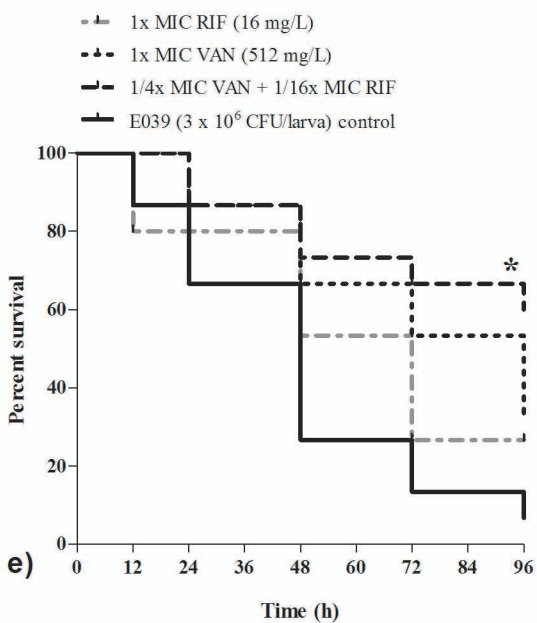 1x MIC RIF (16 mg/L)
1x MIC VAN (512 mg/L)
1/4x MIC VAN + 1/16x MIC RIF
E039 (3 x 10⁶ CFU/larva) control
100
80
60
40
20
0
*
Percent survival
e)
0 12 24 36 48 60 72 84 96
Time (h)